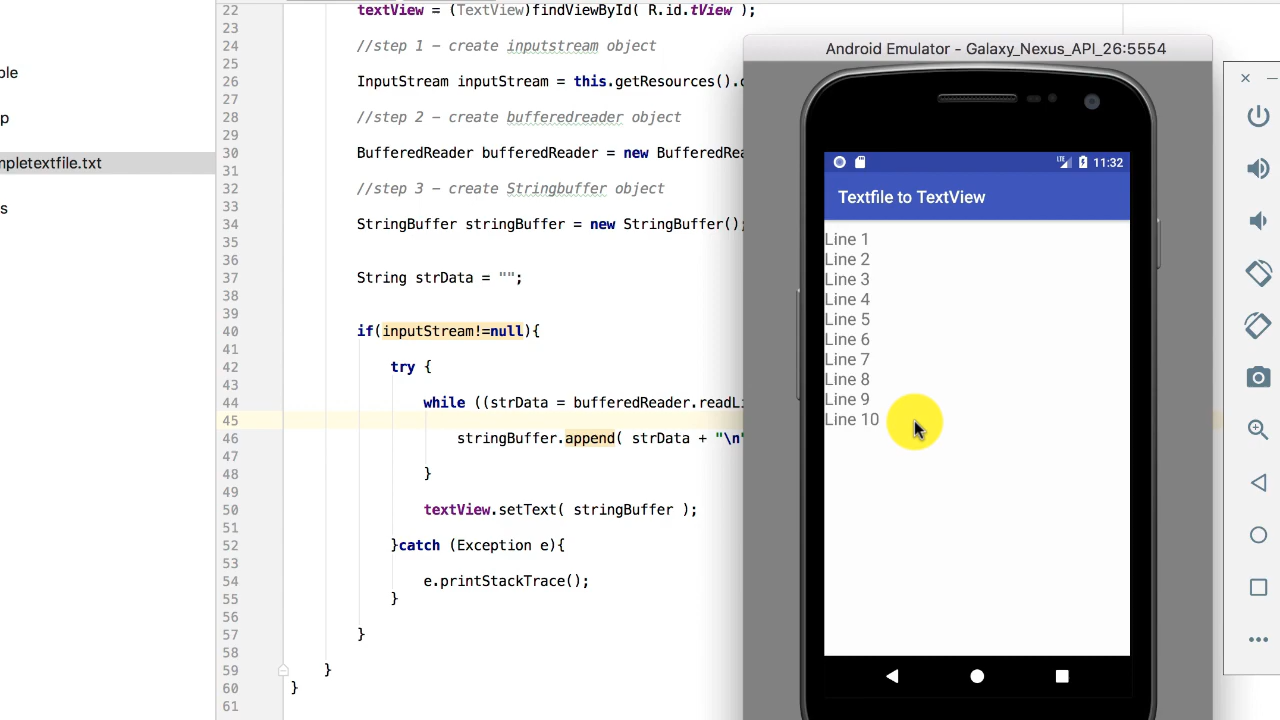 22 textView = (TextView)findViewById( R.id.tView );
23
24 //step 1 – create inputstream object
25
26 InputStream inputStream = this.getResources().
27
28 //step 2 – create bufferedreader object
29
30 BufferedReader bufferedReader = new
31
32 //step 3 – create Stringbuffer object
33
34 StringBuffer stringBuffer = new StringBuffer();
35
36
37 String strData = "";
38
39
40 if(inputStream!=null){
41
42 try {
43
44 while ((strData = bufferedReader.
45
46 stringBuffer.append( strData + "\n"
47
48 }
49
50 textView.setText( stringBuffer );
51
52 }catch (Exception e){
53
54 e.printStackTrace();
55 }
56
57 }
58
59 }
60 }
61
ple
p
mpletextfile.txt
s
Android Emulator - Galaxy_Nexus_API_26:5554
LTE 11:32
Textfile to TextView
Line 1
Line 2
Line 3
Line 4
Line 5
Line 6
Line 7
Line 8
Line 9
Line 10